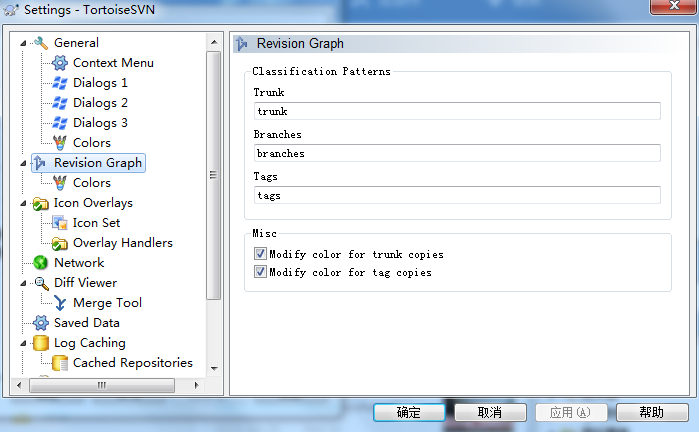 Settings - TortoiseSVN
General
Context Menu
Dialogs 1
Dialogs 2
Dialogs 3
Colors
Revision Graph
Colors
Icon Overlays
Icon Set
Overlay Handlers
Network
Diff Viewer
Merge Tool
Saved Data
Log Caching
Cached Repositories
Revision Graph
Classification Patterns
Trunk
trunk
Branches
branches
Tags
tags
Misc
Modify color for trunk copies
Modify color for tag copies
确定
取消
应用(A)
帮助